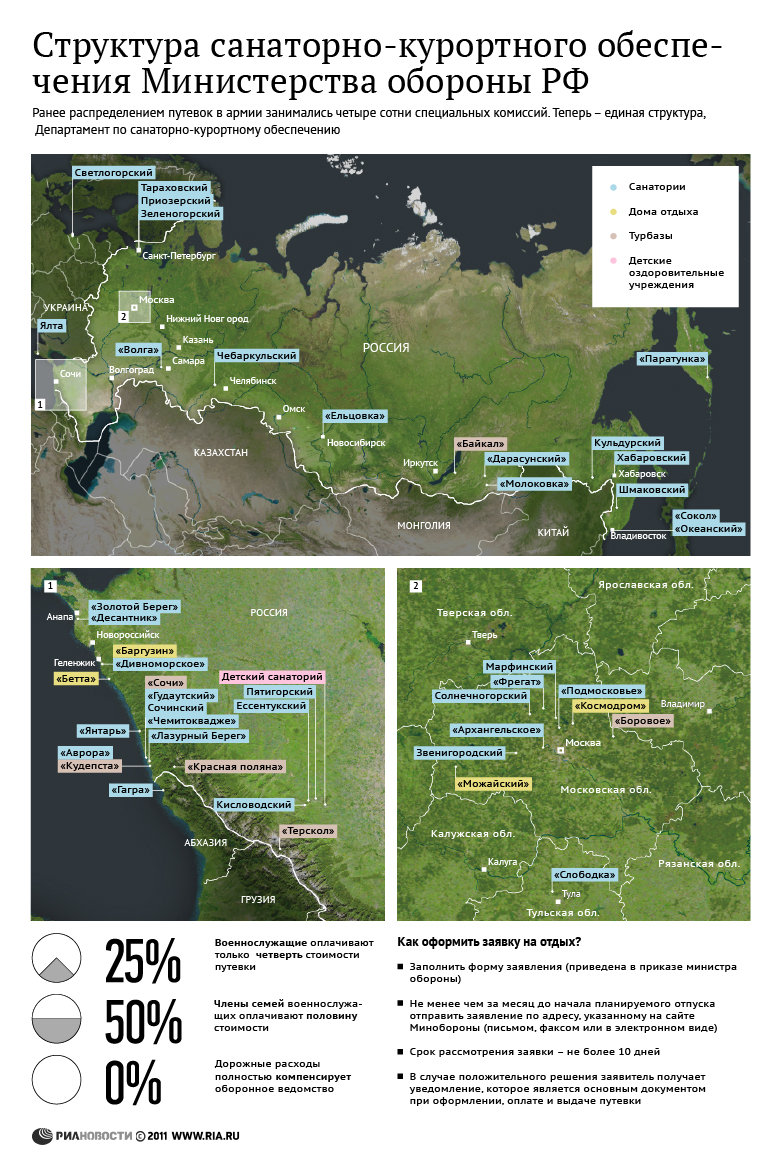 Структура санаторно-курортного обеспе-
чения Министерства обороны РФ
Ранее распределением путевок в армии занимались четыре сотни специальных комиссий. Теперь – единая структура,
Департамент по санаторно-курортному обеспечению
Светлогорский
Тараховский
Приозерский
Зеленогорский
Санкт-Петербург
Санатории
Дома отдыха
Турбазы
Детские
оздоровительные
учреждения
УКРАИНА
Москва
2
Нижний Новг ород
Ялта
Казань
«Волга»
Самара
Чебаркульский
РОССИЯ
«Паратунка»
Сочи
1
Волгоград
Челябинск
Омск
«Ельцовка»
Новосибирск
КАЗАХСТАН
«Байкал»
Иркутск
«Дарасунский»
«Молоковка»
Кульдурский
Хабаровский
Хабаровск
Шмаковский
МОНГОЛИЯ
КИТАЙ
«Сокол»
«Океанский»
Владивосток
1
«Золотой Берег»
«Десантник»
Анапа
РОССИЯ
Новороссийск
«Баргузин»
Геленжик
«Дивноморское»
«Бетта»
«Сочи»
«Гудаутский»
Сочинский
«Чемитоквадже»
Детский санаторий
Пятигорский
Ессентукский
«Янтарь»
«Лазурный Берег»
«Аврора»
«Кудепста»
«Красная поляна»
«Гагра»
Кисловодский
«Терскол»
АБХАЗИЯ
ГРУЗИЯ
2
Ярославская обл.
Тверская обл.
Тверь
Марфинский
«Фрегат»
Солнечногорский
«Подмосковье»
«Космодром»
Владимир
«Боровое»
«Архангельское»
Москва
Звенигородский
«Можайский»
Московская обл.
Калужская обл.
Калуга
Рязанская обл.
«Слободка»
Тула
Тульская обл.
25%
Военнослужащие оплачивают
только четверть стоимости
путевки
50%
Члены семей военнослужа-
щих оплачивают половину
стоимости
0%
Дорожные расходы
полностью компенсирует
оборонное ведомство
Как оформить заявку на отдых?
Заполнить форму заявления (приведена в приказе министра
обороны)
Не менее чем за месяц до начала планируемого отпуска
отправить заявление по адресу, указанному на сайте
Минобороны (письмом, факсом или в электронном виде)
Срок рассмотрения заявки – не более 10 дней
В случае положительного решения заявитель получает
уведомление, которое является основным документом
при оформлении, оплате и выдаче путевки
РИАНОВОСТИ © 2011 WWW.RIA.RU